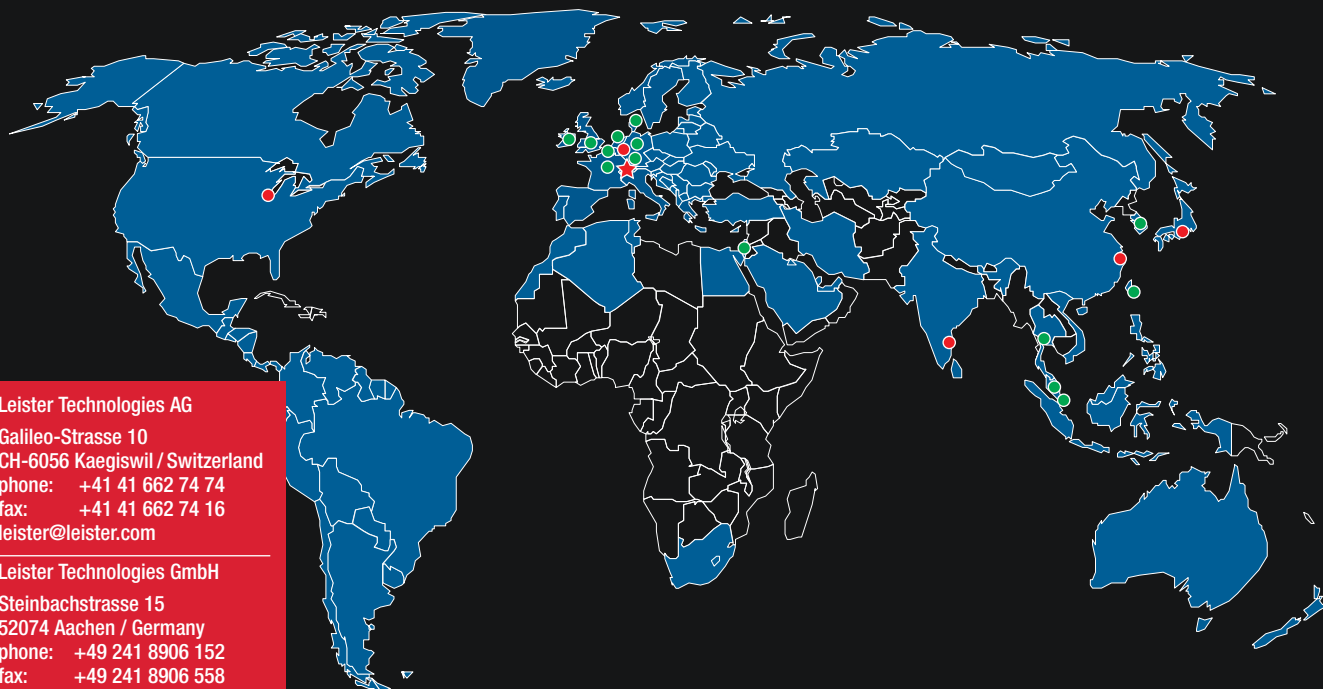 Leister Technologies AG
Galileo-Strasse 10
CH-6056 Kaegiswil / Switzerland
phone: +41 41 662 74 74
fax: +41 41 662 74 16
leister@leister.com
Leister Technologies GmbH
Steinbachstrasse 15
52074 Aachen / Germany
phone: +49 241 8906 152
fax: +49 241 8906 558